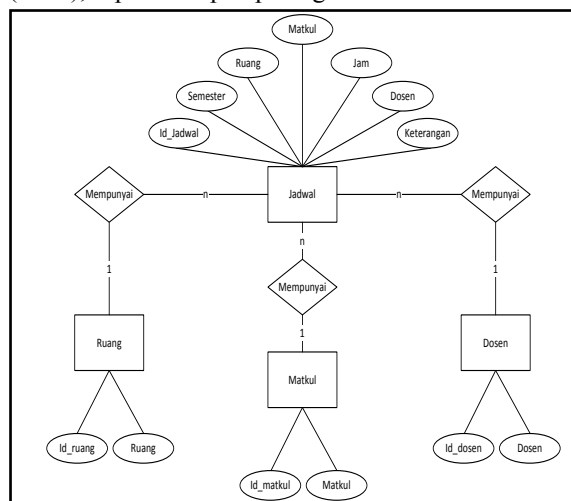 Matkul
Ruang
Jam
Semester
Dosen
Id_Jadwal
Keterangan
Mempunyai
n
Jadwal
n
Mempunyai
n
1
Mempunyai
1
1
Ruang
Matkul
Dosen
Id_ruang
Ruang
Id_matkul
Matkul
Id_dosen
Dosen